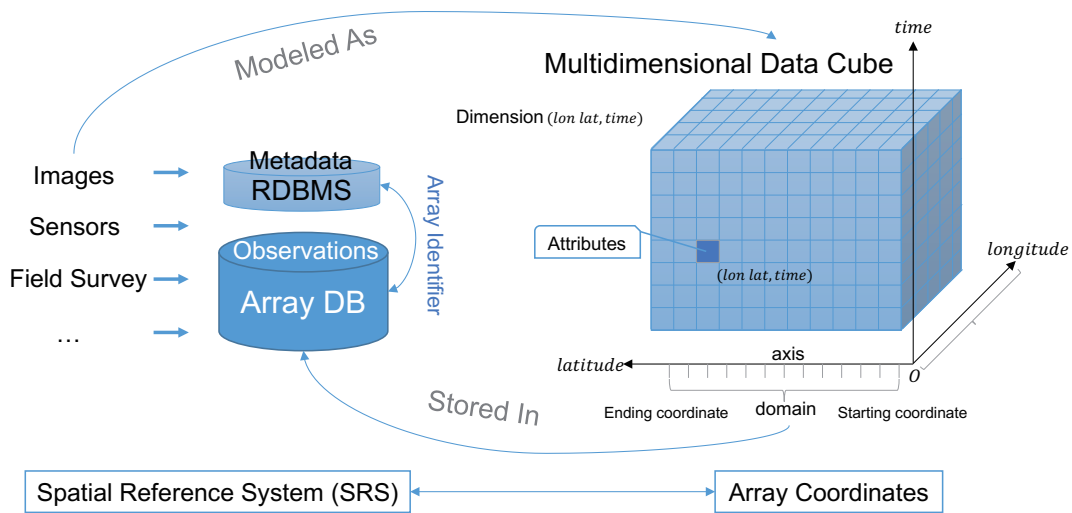 Modeled As
time
Multidimensional Data Cube
Dimension (lon lat, time)
Images
Sensors
Field Survey
...
Metadata
RDBMS
Array Identifier
Observations
Array DB
Attributes
(lon lat, time)
longitude
latitude
axis
O
Ending coordinate
domain
Starting coordinate
Stored In
Spatial Reference System (SRS)
Array Coordinates